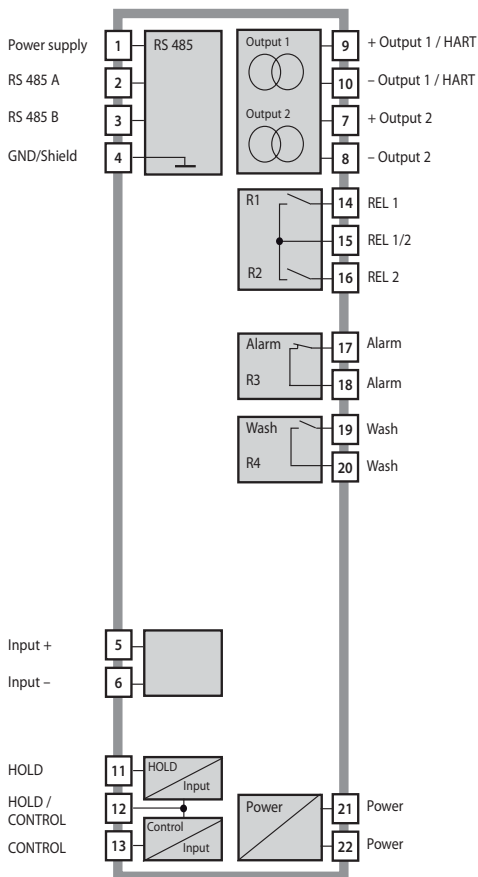 Power supply 1 RS 485 Output 1 9 + Output 1 / HART
RS 485 A 2 10 – Output 1 / HART
RS 485 B 3 Output 2 7 + Output 2
GND/Shield 4 8 – Output 2
R1 14 REL 1
15 REL 1/2
R2 16 REL 2
Alarm 17 Alarm
R3 18 Alarm
Wash 19 Wash
R4 20 Wash
Input + 5
Input – 6
HOLD 11 HOLD
Input
HOLD /
CONTROL 12 Power 21 Power
Control
CONTROL 13 Input 22 Power